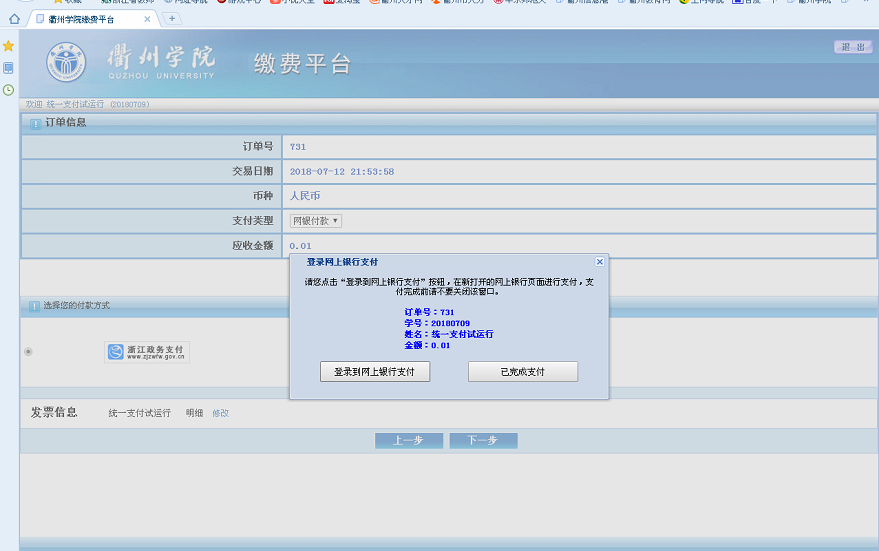 衢州学院缴费平台
衢州学院
QUZHOU UNIVERSITY
缴费平台
退 出
欢迎 统一支付试运行 (20180709)
订单信息
订单号 731
交易日期 2018-07-12 21:53:58
币种 人民币
支付类型 网银付款
应收金额 0.01
登录网上银行支付
请您点击“登录到网上银行支付”按钮，在新打开的网上银行页面进行支付，支
付完成前请不要关闭该窗口。
订单号：731
学号：20180709
姓名：统一支付试运行
金额：0.01
登录到网上银行支付 已完成支付
选择您的付款方式
浙江政务支付
www.zjzwfw.gov.cn
发票信息 统一支付试运行 明细 修改
上一步 下一步